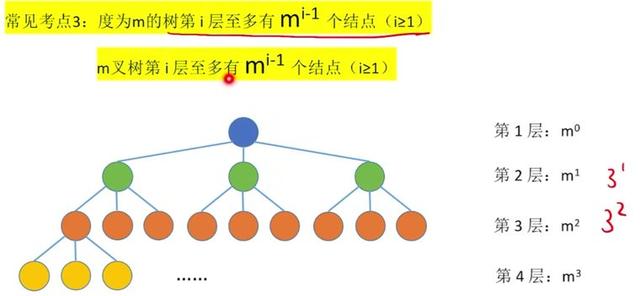 常见考点3：度为m的树第 i 层至多有 mⁱ⁻¹ 个结点（i≥1）
m叉树第 i 层至多有 mⁱ⁻¹ 个结点（i≥1）
第 1 层：m⁰
第 2 层：m¹ 3¹
第 3 层：m² 3²
...... 第 4 层：m³